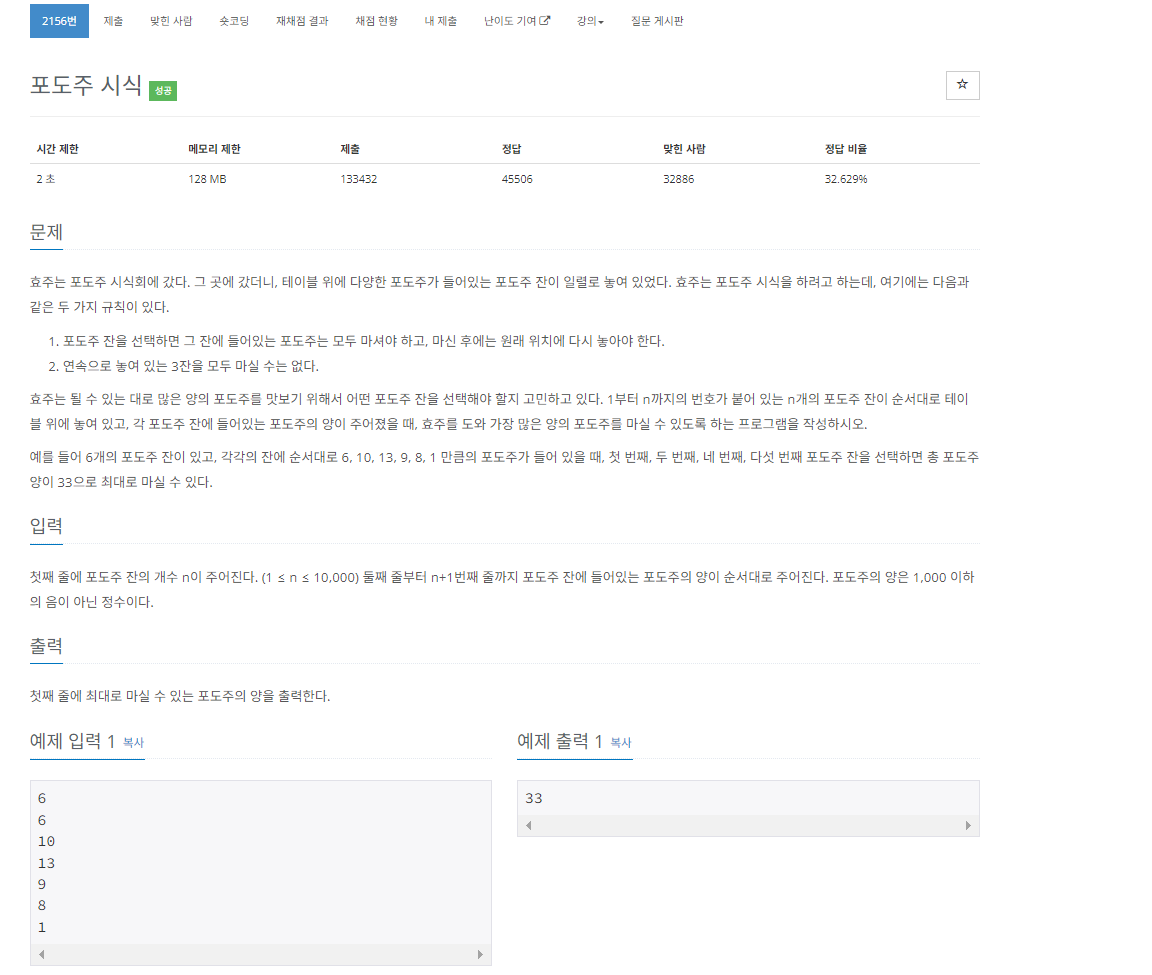 2156번 제출 맞힌 사람 숏코딩 재채점 결과 채점 현황 내 제출 난이도 기여 강의 질문 게시판
포도주 시식 성공
시간 제한 메모리 제한 제출 정답 맞힌 사람 정답 비율
2 초 128 MB 133432 45506 32886 32.629%
문제
효주는 포도주 시식회에 갔다. 그 곳에 갔더니, 테이블 위에 다양한 포도주가 들어있는 포도주 잔이 일렬로 놓여 있었다. 효주는 포도주 시식을 하려고 하는데, 여기에는 다음과
같은 두 가지 규칙이 있다.
1. 포도주 잔을 선택하면 그 잔에 들어있는 포도주는 모두 마셔야 하고, 마신 후에는 원래 위치에 다시 놓아야 한다.
2. 연속으로 놓여 있는 3잔을 모두 마실 수는 없다.
효주는 될 수 있는 대로 많은 양의 포도주를 맛보기 위해서 어떤 포도주 잔을 선택해야 할지 고민하고 있다. 1부터 n까지의 번호가 붙어 있는 n개의 포도주 잔이 순서대로 테이
블 위에 놓여 있고, 각 포도주 잔에 들어있는 포도주의 양이 주어졌을 때, 효주를 도와 가장 많은 양의 포도주를 마실 수 있도록 하는 프로그램을 작성하시오.
예를 들어 6개의 포도주 잔이 있고, 각각의 잔에 순서대로 6, 10, 13, 9, 8, 1 만큼의 포도주가 들어 있을 때, 첫 번째, 두 번째, 네 번째, 다섯 번째 포도주 잔을 선택하면 총 포도주
양이 33으로 최대로 마실 수 있다.
입력
첫째 줄에 포도주 잔의 개수 n이 주어진다. (1 ≤ n ≤ 10,000) 둘째 줄부터 n+1번째 줄까지 포도주 잔에 들어있는 포도주의 양이 순서대로 주어진다. 포도주의 양은 1,000 이하
의 음이 아닌 정수이다.
출력
첫째 줄에 최대로 마실 수 있는 포도주의 양을 출력한다.
예제 입력 1 복사
6
6
10
13
9
8
1
예제 출력 1 복사
33